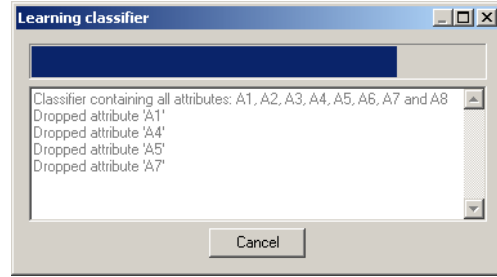 Learning classifier
Classifier containing all attributes: A1, A2, A3, A4, A5, A6, A7 and A8
Dropped attribute 'A1'
Dropped attribute 'A4'
Dropped attribute 'A5'
Dropped attribute 'A7'
Cancel